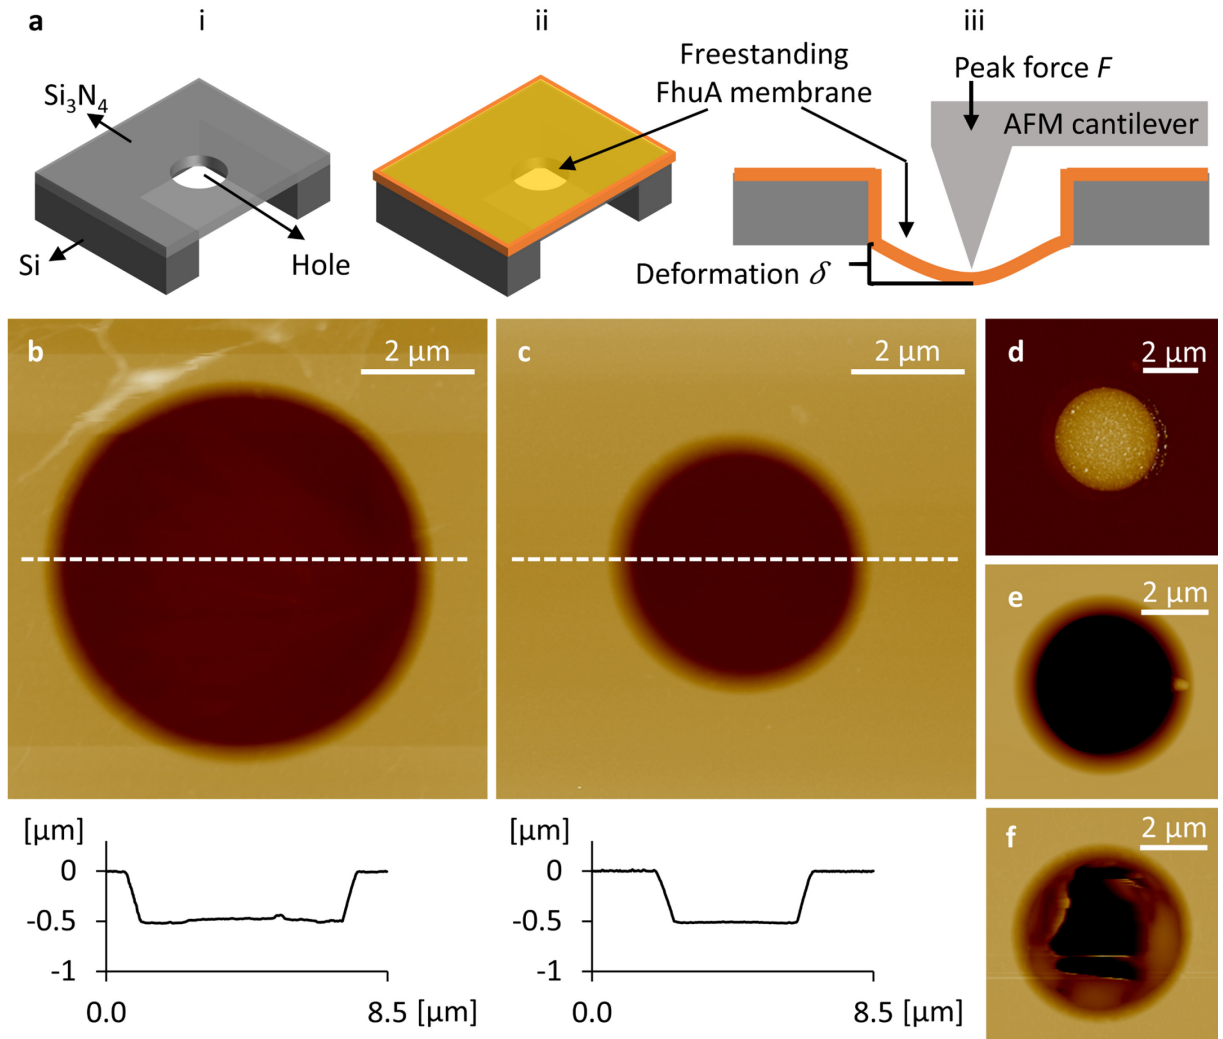 a
i
ii
iii
Si₃N₄
Si
Hole
Freestanding
FhuA membrane
Peak force F
AFM cantilever
Deformation δ
b
2 µm
c
2 µm
d
2 µm
e
2 µm
f
2 µm
[µm]
0
-0.5
-1
0.0
8.5 [µm]
[µm]
0
-0.5
-1
0.0
8.5 [µm]